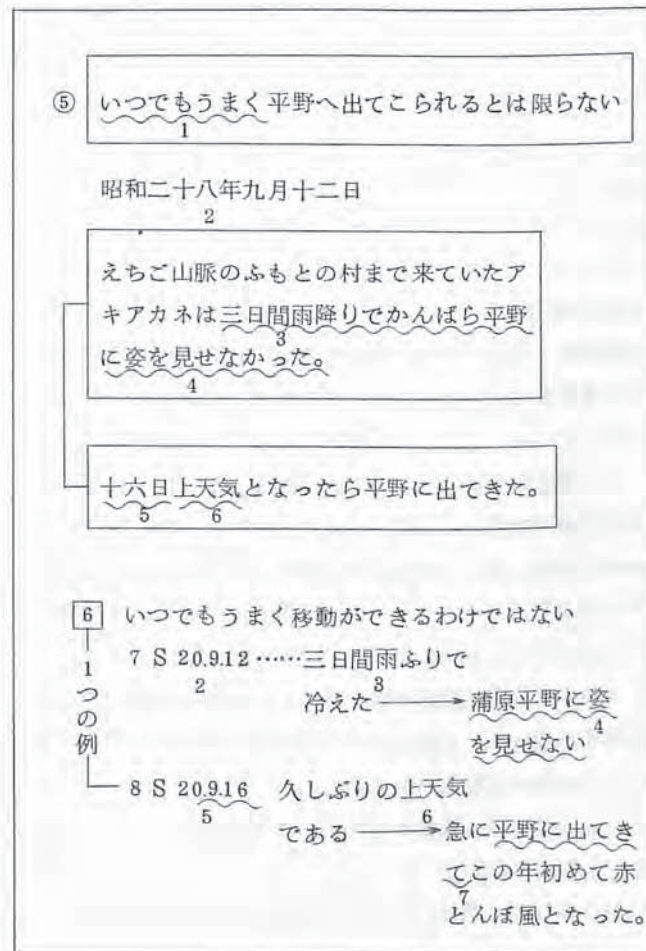 ⑤ いつでもうまく平野へ出てこられるとは限らない
1
昭和二十八年九月十二日
2
えちご山脈のふもとの村まで来ていたア
キアカネは三日間雨降りでかんばら平野
3
に姿を見せなかった。
4
十六日上天気となったら平野に出てきた。
5 6
6 いつでもうまく移動ができるわけではない
1つの例
7 S 20.9.12……三日間雨ふりで
2 3
冷えた→蒲原平野に姿
4
を見せない
8 S 20.9.16 久しぶりの上天気
5 6
である→急に平野に出てき
てこの年初めて赤
7
とんぼ風となった。